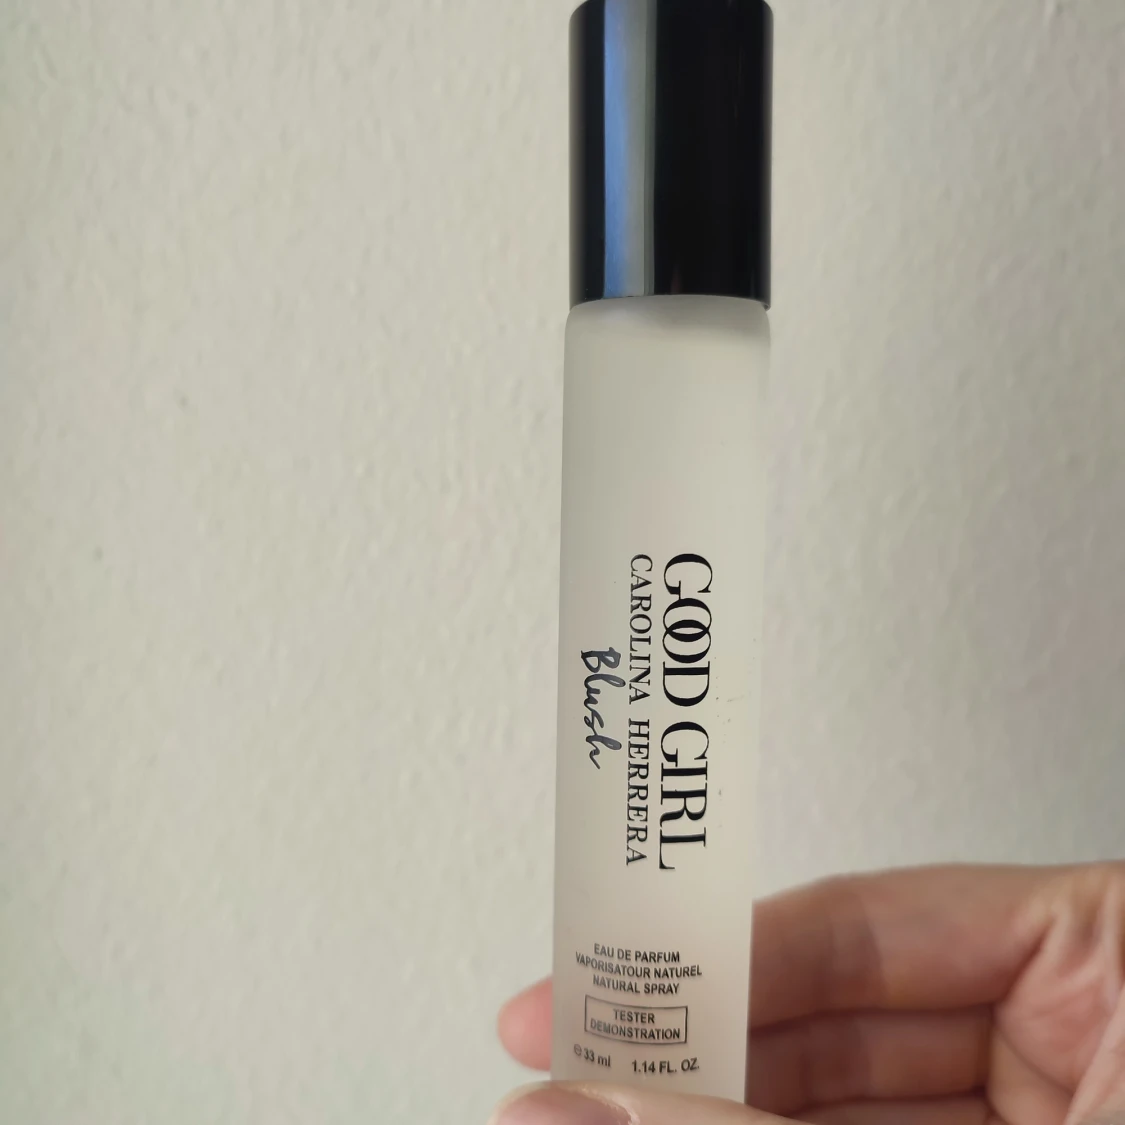 GOOD GIRL
CAROLINA HERRERA
Blush
EAU DE PARFUM
VAPORISATOUR NATUREL
NATURAL SPRAY
TESTER
DEMONSTRATION
℮ 33 ml 1.14 FL. OZ.